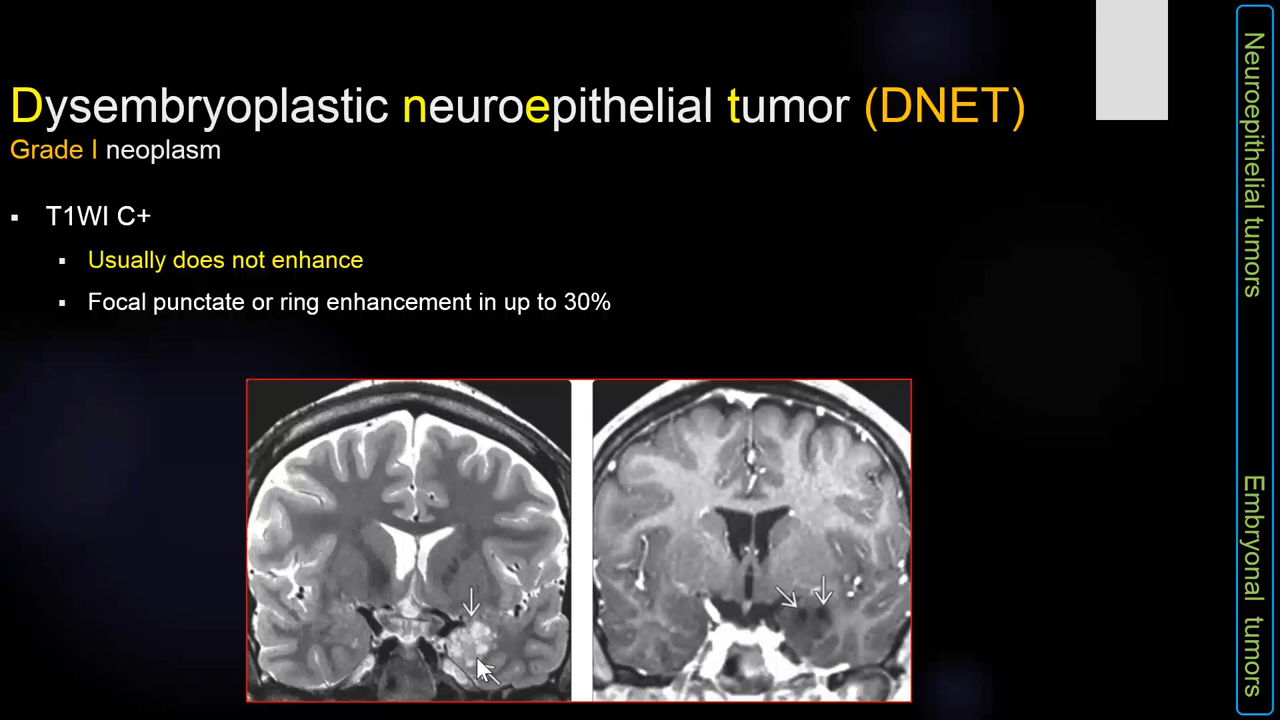 Dysembryoplastic neuroepithelial tumor (DNET)
Grade I neoplasm
▪ T1WI C+
▪ Usually does not enhance
▪ Focal punctate or ring enhancement in up to 30%
Neuroepithelial tumors
Embryonal tumors